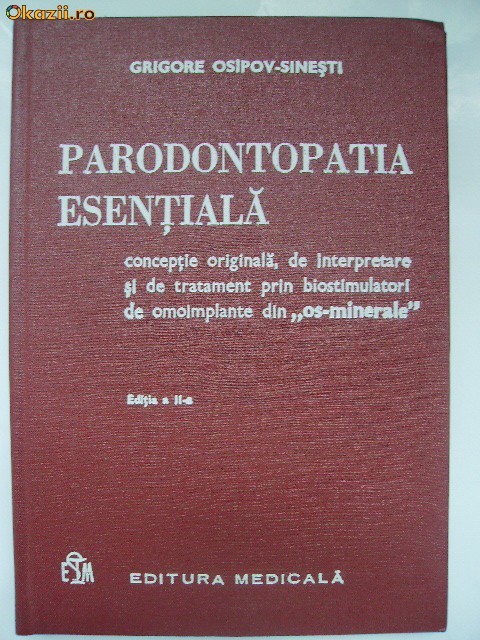 Okazii.ro
GRIGORE OSIPOV-SINEȘTI
PARODONTOPATIA
ESENȚIALĂ
concepție originală, de interpretare
și de tratament prin biostimulatori
de omoimplante din „os-minerale”
Ediția a II-a
ESM
EDITURA MEDICALĂ